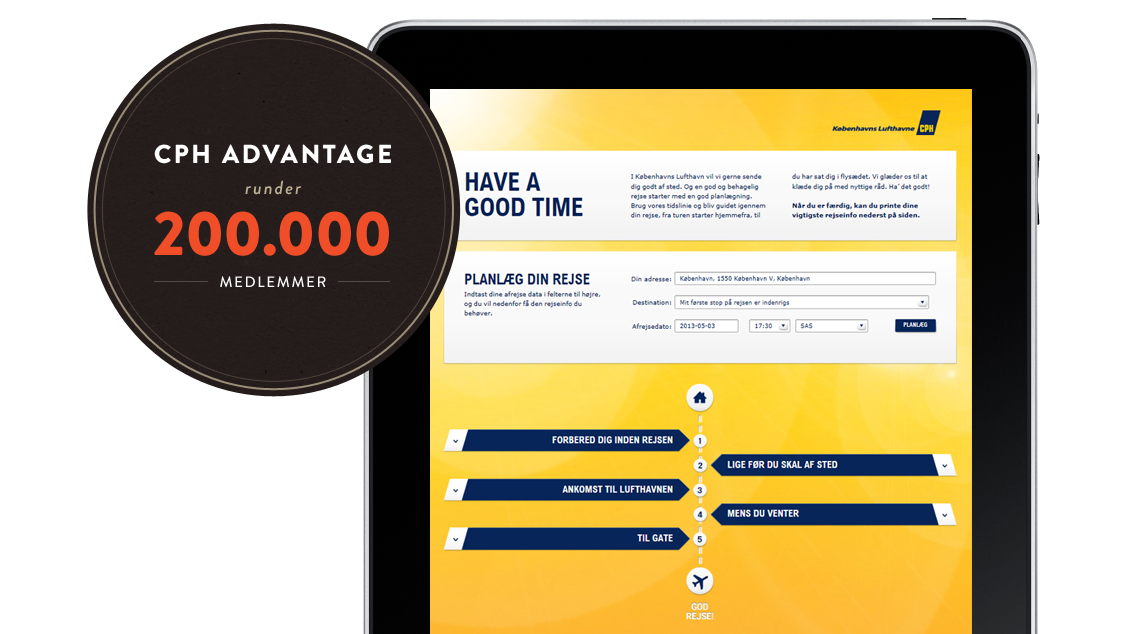 CPH ADVANTAGE
runder
200.000
MEDLEMMER
Københavns Lufthavne CPH
HAVE A
GOOD TIME
I Københavns Lufthavn vil vi gerne sende
dig godt af sted. Og en god og behagelig
rejse starter med en god planlægning.
Brug vores tidslinie og bliv guidet igennem
din rejse, fra turen starter hjemmefra, til
du har sat dig i flysædet. Vi glæder os til at
klæde dig på med nyttige råd. Ha' det godt!
Når du er færdig, kan du printe dine
vigtigste rejseinfo nederst på siden.
PLANLÆG DIN REJSE
Indtast dine afrejse data i felterne til højre,
og du vil nedenfor få den rejseinfo du
behøver.
Din adresse: København, 1550 København V, København
Destination: Mit første stop på rejsen er indenrigs
Afrejsedato: 2013-05-03 17:30 SAS PLANLÆG
FORBERED DIG INDEN REJSEN 1
2 LIGE FØR DU SKAL AF STED
ANKOMST TIL LUFTHAVNEN 3
4 MENS DU VENTER
TIL GATE 5
GOD
REJSE!